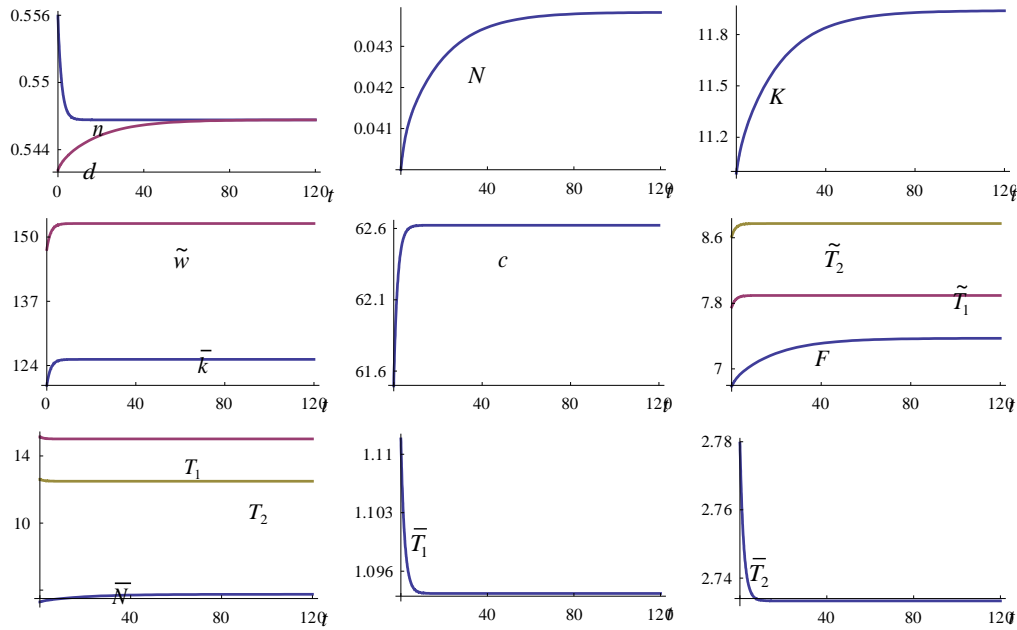 0.556
0.55
0.544
n
d
0 40 80 120 t
0.043
0.042
0.041
N
40 80 120 t
11.8
11.5
11.2
K
40 80 120 t
150
137
124
w̃
k̄
0 40 80 120 t
62.6
62.1
61.6
c
40 80 120 t
8.6
7.8
7
T̃₂
T̃₁
F
40 80 120 t
14
10
T₁
T₂
N̄
40 80 120 t
1.11
1.103
1.096
T̄₁
40 80 120 t
2.78
2.76
2.74
T̄₂
40 80 120 t